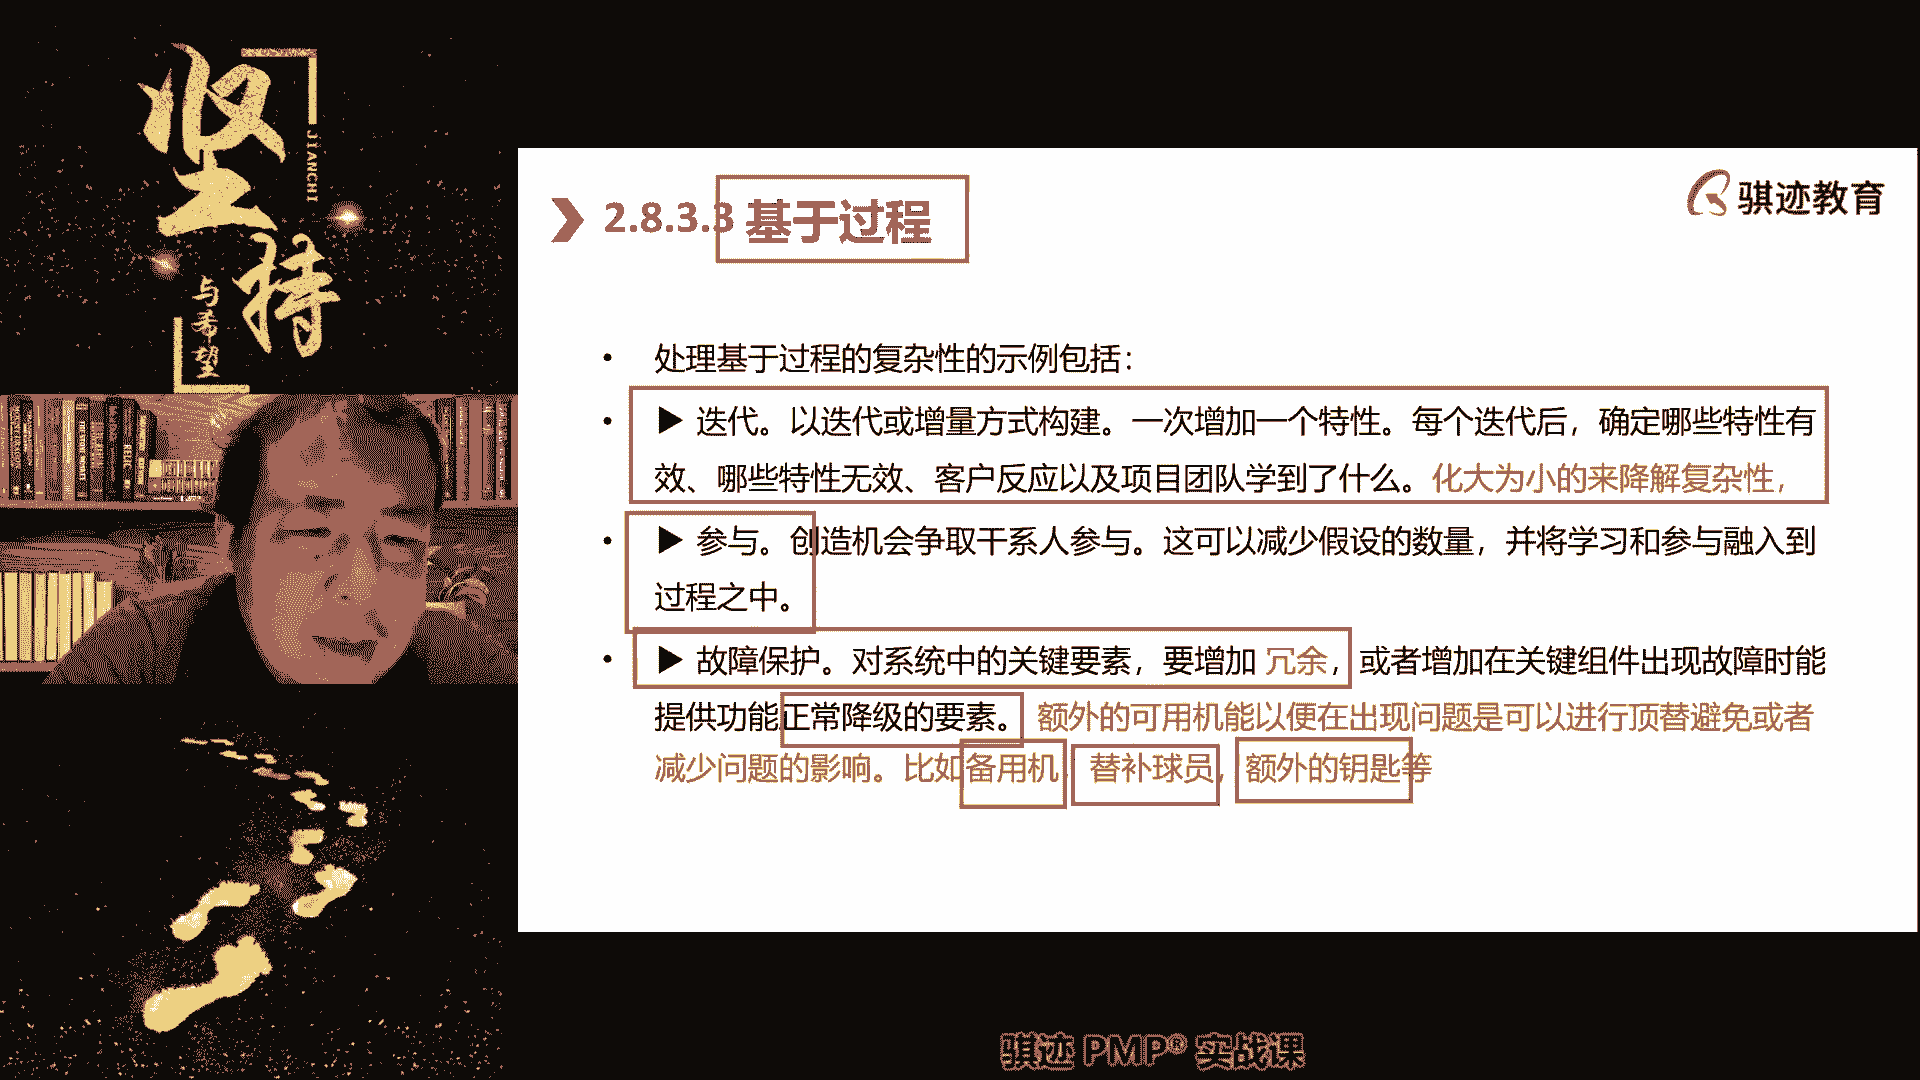 坚持
JIANCHI
与希望
2.8.3.3 基于过程
骐迹教育
• 处理基于过程的复杂性的示例包括：
• ▶ 迭代。以迭代或增量方式构建。一次增加一个特性。每个迭代后，确定哪些特性有
效、哪些特性无效、客户反应以及项目团队学到了什么。化大为小的来降解复杂性，
• ▶ 参与。创造机会争取干系人参与。这可以减少假设的数量，并将学习和参与融入到
过程之中。
• ▶ 故障保护。对系统中的关键要素，要增加 冗余，或者增加在关键组件出现故障时能
提供功能正常降级的要素。 额外的可用机能以便在出现问题是可以进行顶替避免或者
减少问题的影响。比如备用机，替补球员，额外的钥匙等
骐迹 PMP® 实战课